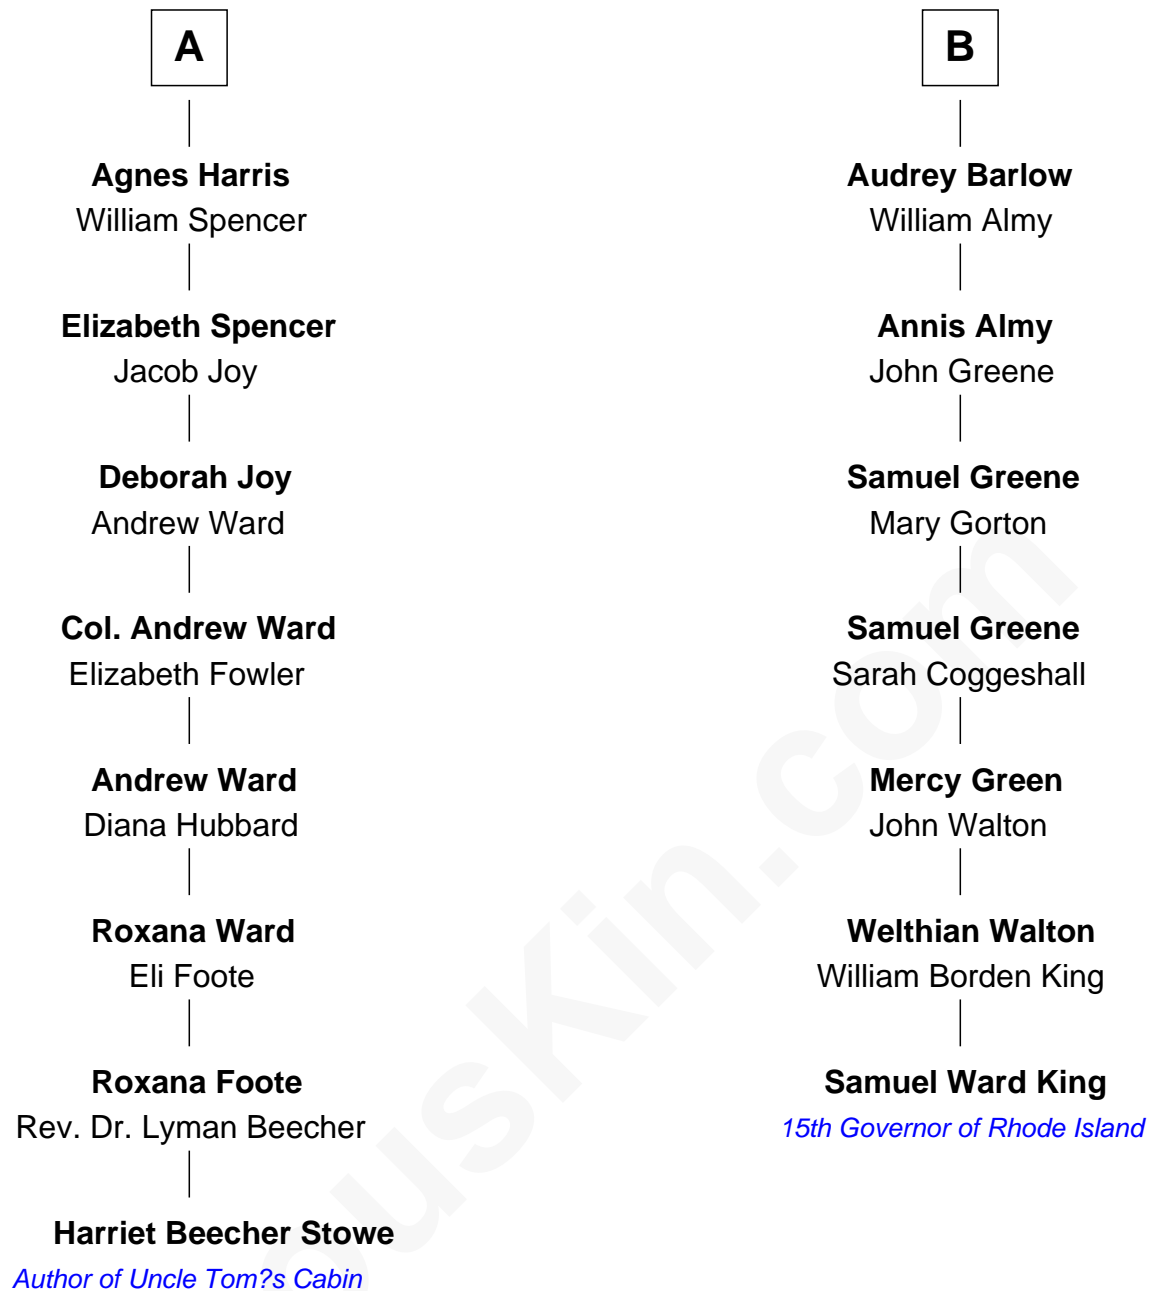 A
Agnes Harris
William Spencer
Elizabeth Spencer
Jacob Joy
Deborah Joy
Andrew Ward
Col. Andrew Ward
Elizabeth Fowler
Andrew Ward
Diana Hubbard
Roxana Ward
Eli Foote
Roxana Foote
Rev. Dr. Lyman Beecher
Harriet Beecher Stowe
Author of Uncle Tom?s Cabin
B
Audrey Barlow
William Almy
Annis Almy
John Greene
Samuel Greene
Mary Gorton
Samuel Greene
Sarah Coggeshall
Mercy Green
John Walton
Welthian Walton
William Borden King
Samuel Ward King
15th Governor of Rhode Island
ousKin.com